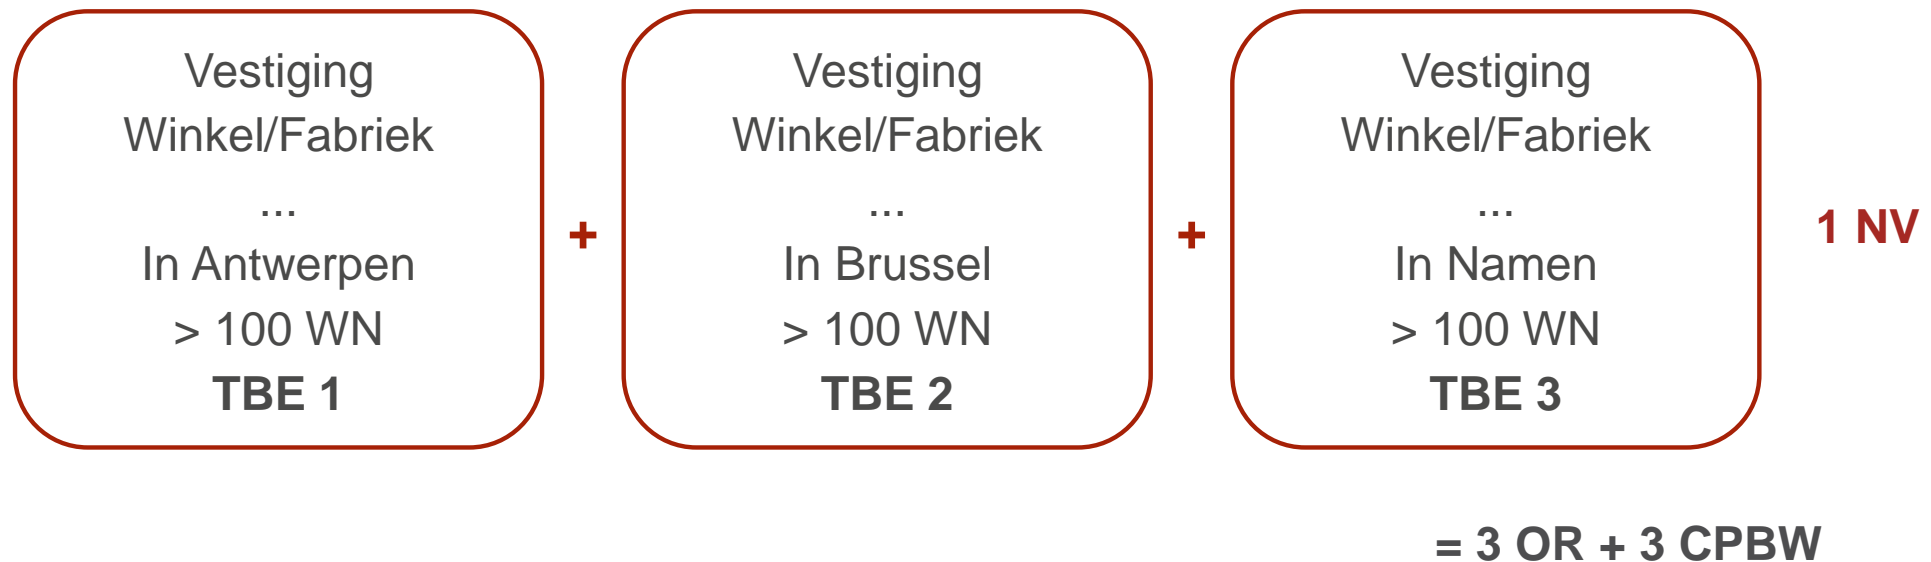 Vestiging
Winkel/Fabriek
...
In Antwerpen
> 100 WN
TBE 1
+
Vestiging
Winkel/Fabriek
...
In Brussel
> 100 WN
TBE 2
+
Vestiging
Winkel/Fabriek
...
In Namen
> 100 WN
TBE 3
1 NV
= 3 OR + 3 CPBW